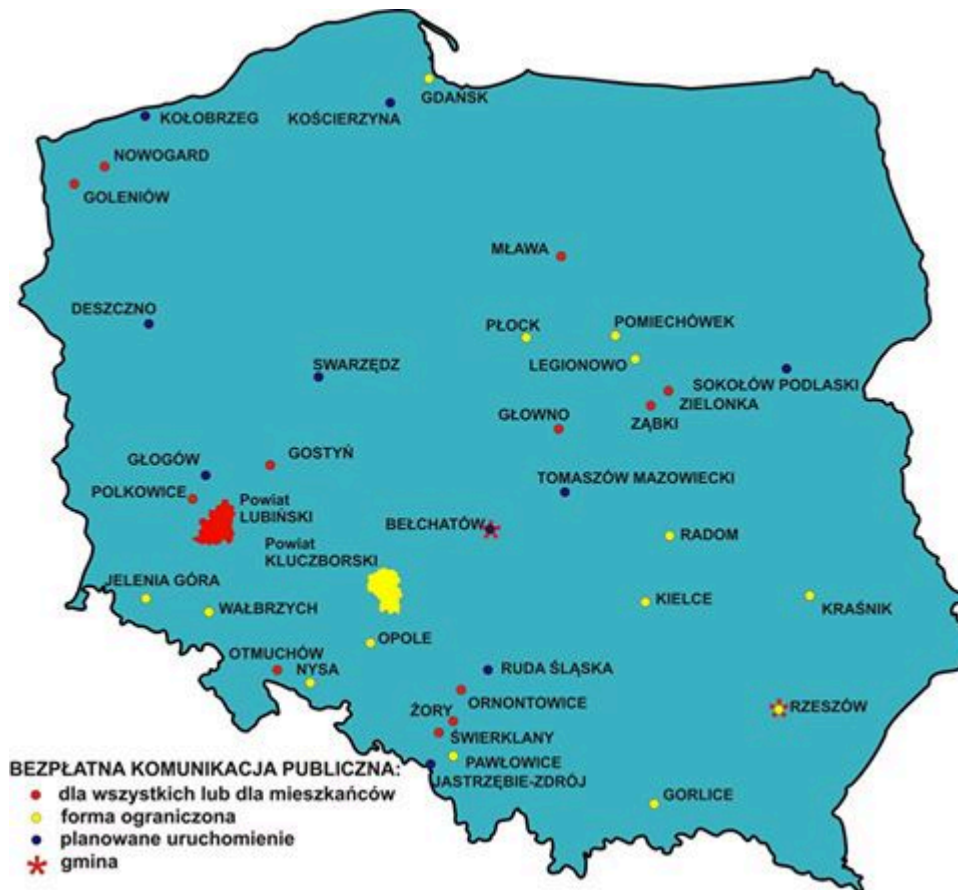 GDAŃSK
KOŁOBRZEG
KOŚCIERZYNA
NOWOGARD
GOLENIÓW
MŁAWA
DESZCZNO
PŁOCK
POMIECHÓWEK
LEGIONOWO
SWARZĘDZ
SOKOŁÓW PODLASKI
ZIELONKA
ZĄBKI
GŁOWNO
GOSTYŃ
GŁOGÓW
TOMASZÓW MAZOWIECKI
POLKOWICE
Powiat
LUBIŃSKI
BEŁCHATÓW
RADOM
Powiat
KLUCZBORSKI
JELENIA GÓRA
WAŁBRZYCH
KIELCE
KRAŚNIK
OPOLE
OTMUCHÓW
NYSA
RUDA ŚLĄSKA
ORNONTOWICE
ŻORY
RZESZÓW
ŚWIERKLANY
PAWŁOWICE
JASTRZĘBIE-ZDRÓJ
GORLICE
BEZPŁATNA KOMUNIKACJA PUBLICZNA:
dla wszystkich lub dla mieszkańców
forma ograniczona
planowane uruchomienie
gmina